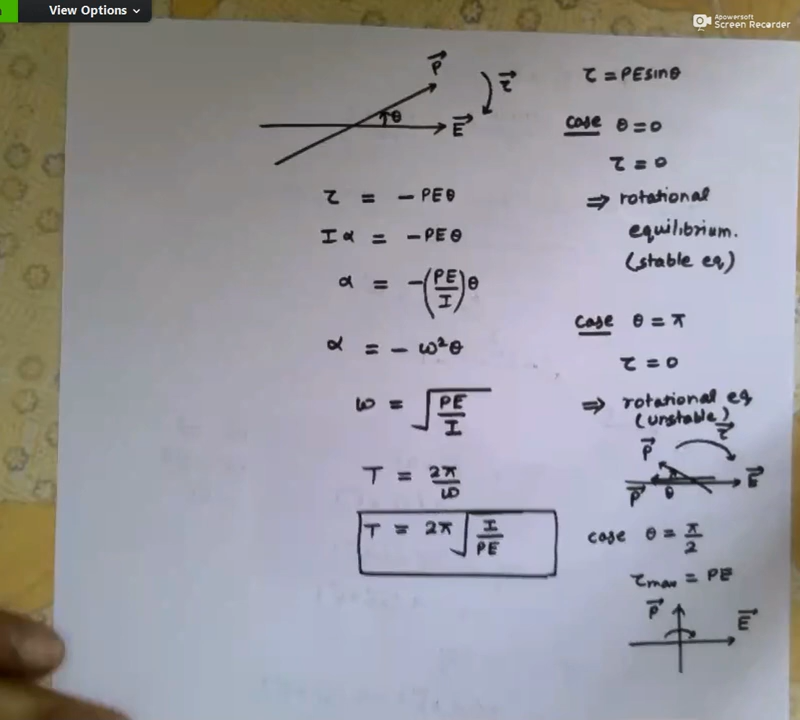 View Options
Apowersoft
Screen Recorder
P⃗
τ⃗
θ
E⃗
τ = - PEθ
Iα = - PEθ
α = -(PE/I)θ
α = - ω²θ
ω = √(PE/I)
T = 2π/ω
T = 2π√(I/PE)
τ = PEsinθ
case θ = 0
τ = 0
⇒ rotational
equilibrium.
(stable eq)
case θ = π
τ = 0
⇒ rotational eq
(unstable)
τ⃗
P⃗
E⃗
P⃗
θ
case θ = π/2
τmax = PE
P⃗
E⃗